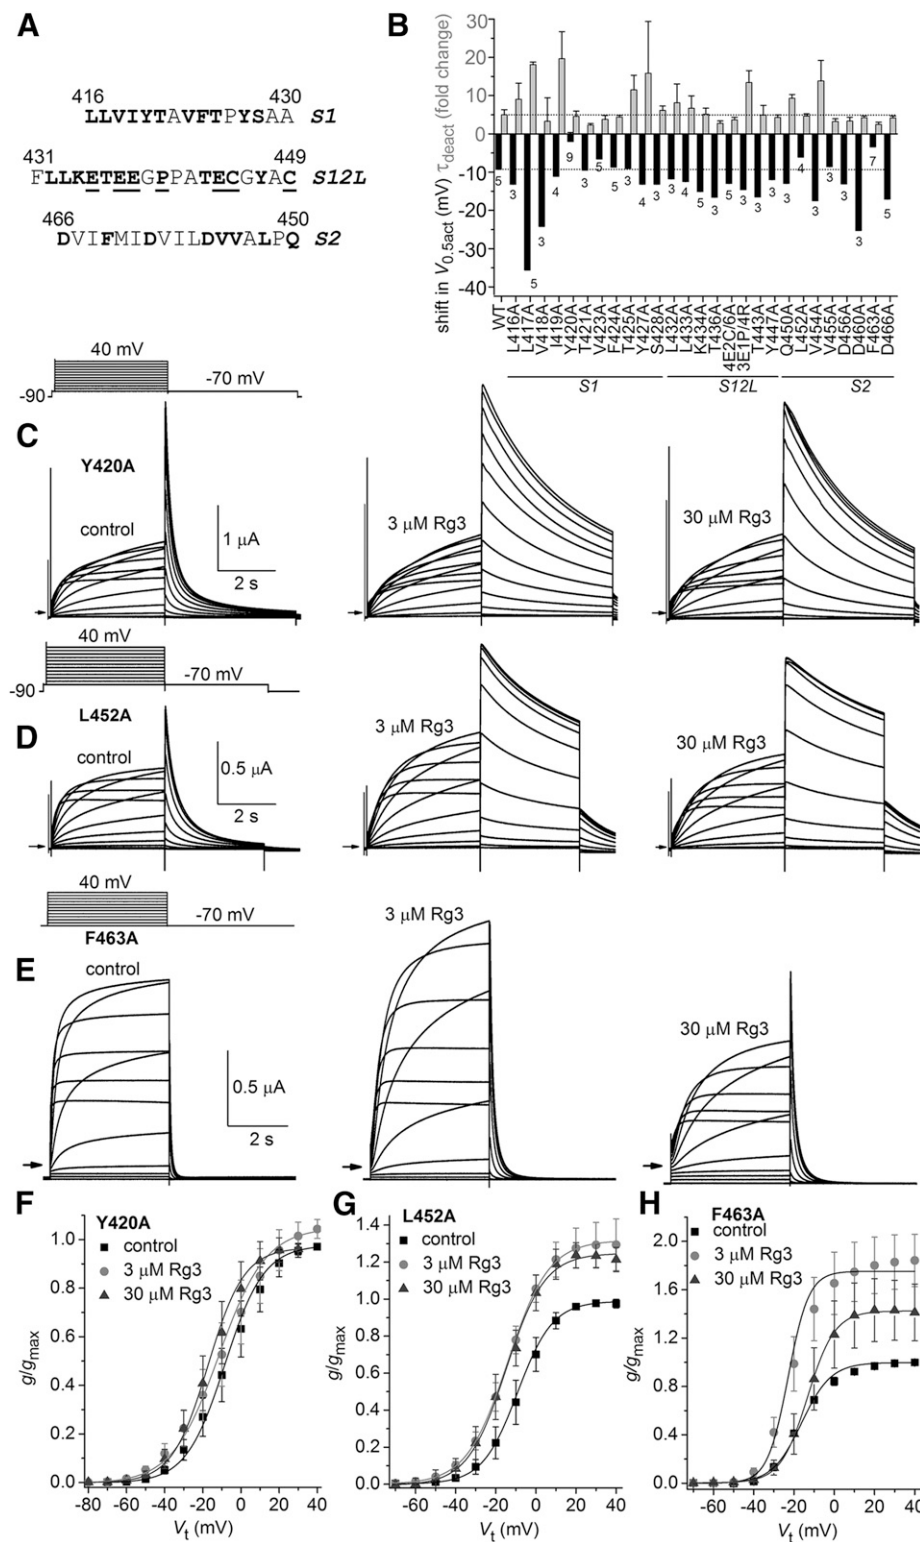 A
416 430
LLVIYTAVFTPYSAA S1
431 449
FLLKETEEGPPATECGYAC S12L
466 450
DVIFMIDVILDVVALPQ S2
B
shift in V0.5act (mV) τdeact (fold change)
30
20
10
0
-10
-20
-30
-40
5 3 5 3 4 9 3 5 3 3 4 3 3 3 5 3 3 3 3 3 3 4 3 3 3 3 7 5
WT
L416A
L417A
V418A
I419A
Y420A
T421A
V423A
F424A
T425A
Y427A
S428A
L432A
L433A
K434A
T436A
4E2C/6A
3E1P/4R
T443A
Y447A
Q450A
L452A
V454A
V455A
D456A
D460A
F463A
D466A
S1 S12L S2
40 mV
-70 mV
-90
C
Y420A
control
1 µA
2 s
3 µM Rg3
30 µM Rg3
40 mV
-70 mV
-90
D
L452A
control
0.5 µA
2 s
3 µM Rg3
30 µM Rg3
40 mV
-70 mV
E
F463A
control
0.5 µA
2 s
3 µM Rg3
30 µM Rg3
F
Y420A
control
3 µM Rg3
30 µM Rg3
g/gmax
1.0
0.8
0.6
0.4
0.2
0.0
-80 -60 -40 -20 0 20 40
Vt (mV)
G
L452A
control
3 µM Rg3
30 µM Rg3
g/gmax
1.4
1.2
1.0
0.8
0.6
0.4
0.2
0.0
-60 -40 -20 0 20 40
Vt (mV)
H
F463A
control
3 µM Rg3
30 µM Rg3
g/gmax
2.0
1.6
1.2
0.8
0.4
0.0
-60 -40 -20 0 20 40
Vt (mV)